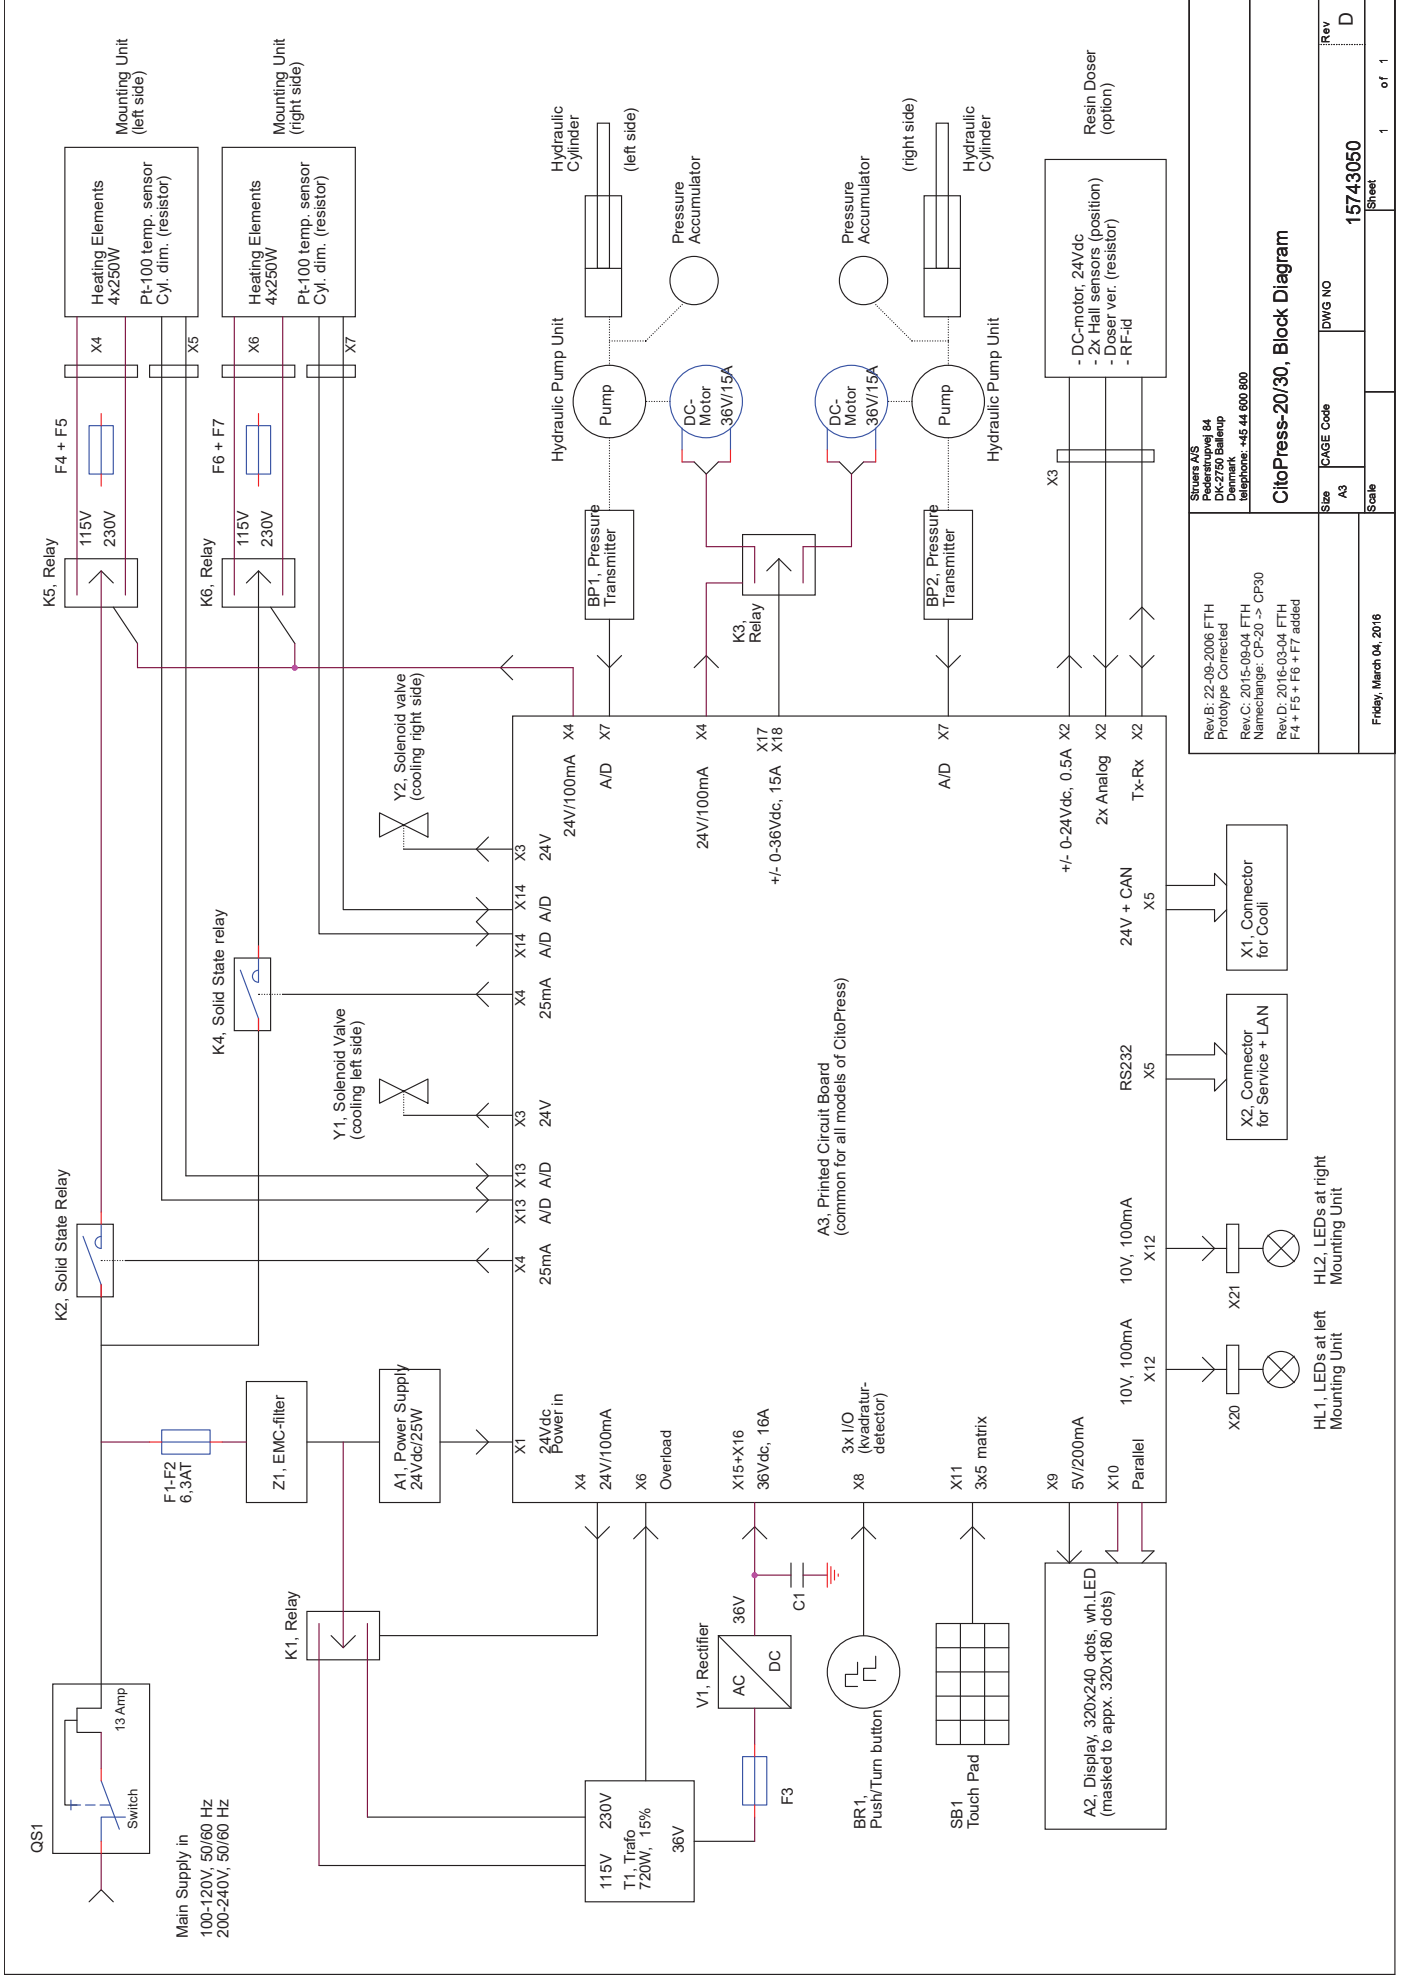 QS1
Switch
13 Amp
Main Supply in
100-120V, 50/60 Hz
200-240V, 50/60 Hz
F1-F2
6,3AT
Z1, EMC-filter
A1, Power Supply
24Vdc/25W
K1, Relay
K2, Solid State Relay
K4, Solid State relay
Y1, Solenoid Valve
(cooling left side)
Y2, Solenoid valve
(cooling right side)
K5, Relay
115V
230V
F4 + F5
X4
X5
Heating Elements
4x250W
Pt-100 temp. sensor
Cyl. dim. (resistor)
Mounting Unit
(left side)
K6, Relay
115V
230V
F6 + F7
X6
X7
Heating Elements
4x250W
Pt-100 temp. sensor
Cyl. dim. (resistor)
Mounting Unit
(right side)
X1
24Vdc
Power in
X4
25mA
X13
A/D
X13
A/D
X3
24V
X4
25mA
X14
A/D
X14
A/D
X3
24V
X4
24V/100mA
X6
Overload
X15+X16
36Vdc, 16A
X8
3x I/O
(kvadratur-
detector)
X11
3x5 matrix
X9
5V/200mA
X10
Parallel
A3, Printed Circuit Board
(common for all models of CitoPress)
X4
24V/100mA
X7
A/D
X4
24V/100mA
X17
X18
+/- 0-36Vdc, 15A
X7
A/D
X2
+/- 0-24Vdc, 0.5A
X2
2x Analog
X2
Tx-Rx
10V, 100mA
X12
10V, 100mA
X12
RS232
X5
24V + CAN
X5
115V
230V
T1, Trafo
720W, 15%
36V
F3
V1, Rectifier
AC
DC
36V
C1
BR1,
Push/Turn button
SB1
Touch Pad
A2, Display, 320x240 dots, wh.LED
(masked to appx. 320x180 dots)
BP1, Pressure
Transmitter
Pump
Hydraulic Pump Unit
Hydraulic
Cylinder
(left side)
Pressure
Accumulator
DC-
Motor
36V/15A
K3,
Relay
DC-
Motor
36V/15A
Pressure
Accumulator
BP2, Pressure
Transmitter
Pump
Hydraulic Pump Unit
(right side)
Hydraulic
Cylinder
X3
- DC-motor, 24Vdc
- 2x Hall sensors (position)
- Doser ver. (resistor)
- RF-id
Resin Doser
(option)
X20
HL1, LEDs at left
Mounting Unit
X21
HL2, LEDs at right
Mounting Unit
X2, Connector
for Service + LAN
X1, Connector
for Cooli
Rev.B: 22-09-2006 FTH
Prototype Corrected
Rev.C: 2015-09-04 FTH
Namechange: CP-20 -> CP30
Rev.D: 2016-03-04 FTH
F4 + F5 + F6 + F7 added
Friday, March 04, 2016
Struers A/S
Pederstrupvej 84
DK-2750 Ballerup
Denmark
telephone: +45 44 600 800
CitoPress-20/30, Block Diagram
Size
A3
CAGE Code
DWG NO
15743050
Rev
D
Scale
Sheet
1 of 1